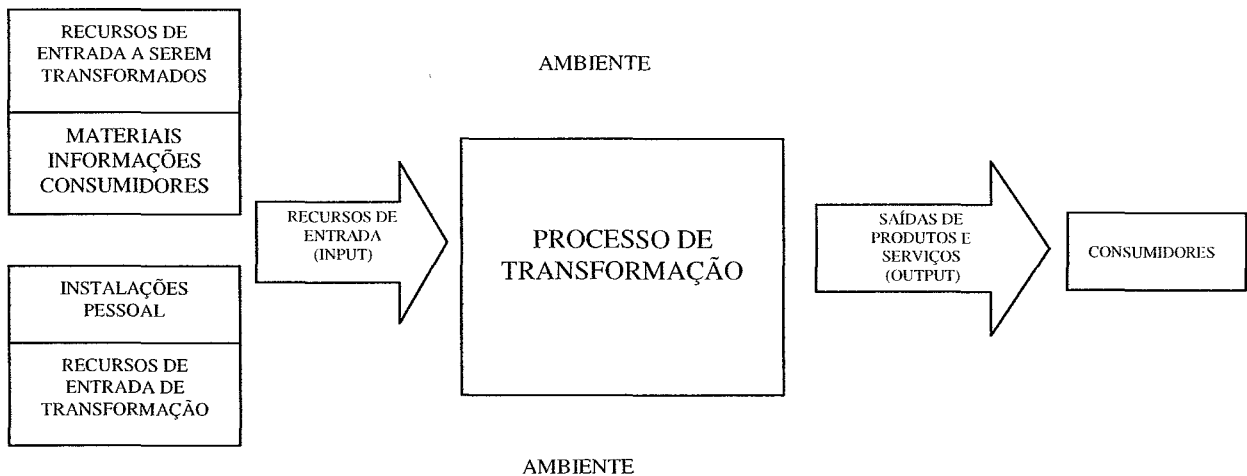 RECURSOS DE
ENTRADA A SEREM
TRANSFORMADOS
MATERIAIS
INFORMAÇÕES
CONSUMIDORES
INSTALAÇÕES
PESSOAL
RECURSOS DE
ENTRADA DE
TRANSFORMAÇÃO
RECURSOS DE
ENTRADA
(INPUT)
AMBIENTE
PROCESSO DE
TRANSFORMAÇÃO
AMBIENTE
SAÍDAS DE
PRODUTOS E
SERVIÇOS
(OUTPUT)
CONSUMIDORES